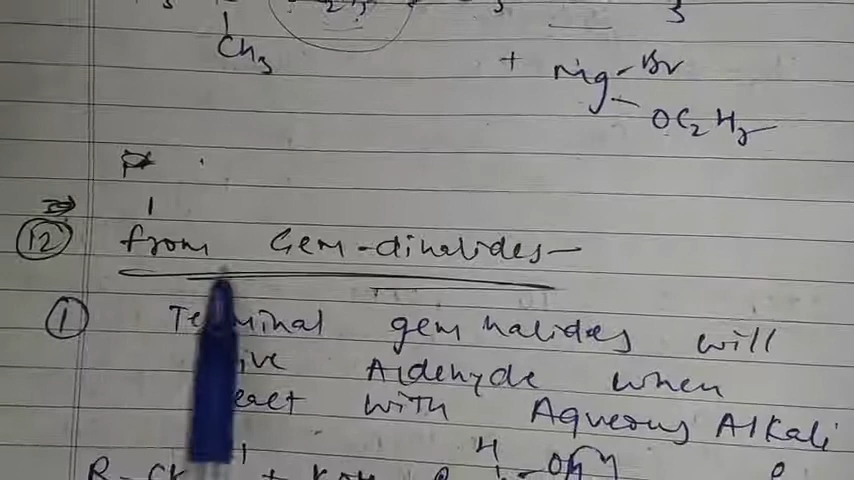 CH3
+ Mg-Br
OC2H5
12 from Gem-dihalides-
1 Terminal gem halides will
give Aldehyde when
react with Aqueous Alkali
H